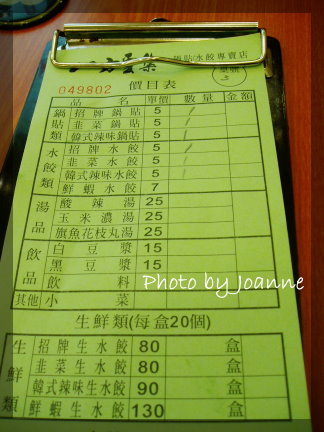 鍋貼水餃專賣店
049802 價目表
品名 單價 數量 金額
鍋貼類 招牌鍋貼 5
韭菜鍋貼 5
韓式辣味鍋貼 5
水餃類 招牌水餃 5
韭菜水餃 5
韓式辣味水餃 5
鮮蝦水餃 7
湯品 酸辣湯 25
玉米濃湯 25
旗魚花枝丸湯 25
飲品 白豆漿 15
黑豆漿 15
飲料
其他 小菜
Photo by Joanne
生鮮類(每盒20個)
生鮮類 招牌生水餃 80 盒
韭菜生水餃 80 盒
韓式辣味生水餃 90 盒
鮮蝦生水餃 130 盒